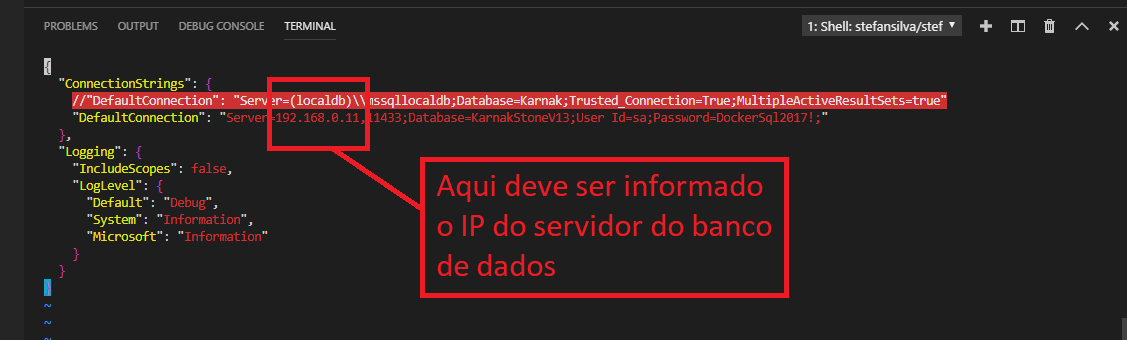 PROBLEMS OUTPUT DEBUG CONSOLE TERMINAL 1: Shell: stefansilva/stef
{
"ConnectionStrings": {
//"DefaultConnection": "Server=(localdb)\\mssqllocaldb;Database=Karnak;Trusted_Connection=True;MultipleActiveResultSets=true"
"DefaultConnection": "Server=192.168.0.11,11433;Database=KarnakStoneV13;User Id=sa;Password=DockerSql2017!;"
},
"Logging": {
"IncludeScopes": false,
"LogLevel": {
"Default": "Debug",
"System": "Information",
"Microsoft": "Information"
}
}
}
~
~
~
Aqui deve ser informado
o IP do servidor do banco
de dados